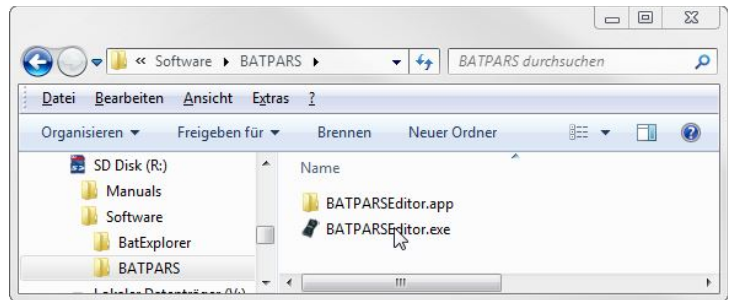 « Software ▸ BATPARS ▸ BATPARS durchsuchen
Datei Bearbeiten Ansicht Extras ?
Organisieren Freigeben für Brennen Neuer Ordner
SD Disk (R:)
Manuals
Software
BatExplorer
BATPARS
Name
BATPARSEditor.app
BATPARSEditor.exe